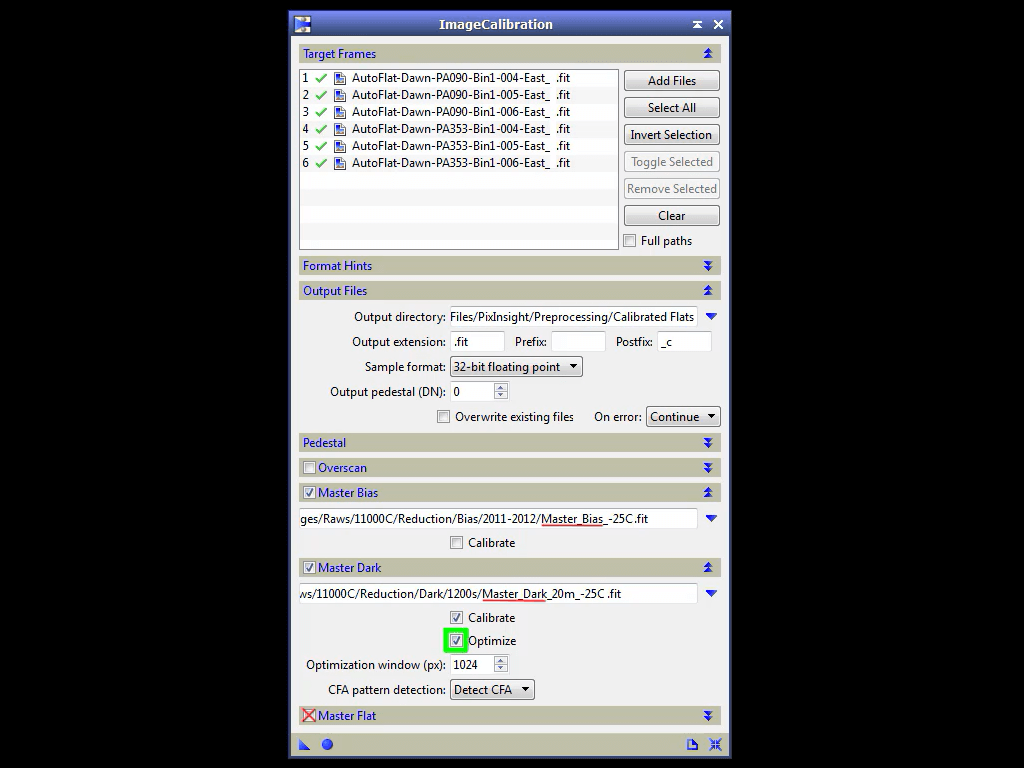 ImageCalibration
Target Frames
1 AutoFlat-Dawn-PA090-Bin1-004-East_ .fit
2 AutoFlat-Dawn-PA090-Bin1-005-East_ .fit
3 AutoFlat-Dawn-PA090-Bin1-006-East_ .fit
4 AutoFlat-Dawn-PA353-Bin1-004-East_ .fit
5 AutoFlat-Dawn-PA353-Bin1-005-East_ .fit
6 AutoFlat-Dawn-PA353-Bin1-006-East_ .fit
Add Files
Select All
Invert Selection
Toggle Selected
Remove Selected
Clear
Full paths
Format Hints
Output Files
Output directory: Files/PixInsight/Preprocessing/Calibrated Flats
Output extension: .fit Prefix: Postfix: _c
Sample format: 32-bit floating point
Output pedestal (DN): 0
Overwrite existing files On error: Continue
Pedestal
Overscan
Master Bias
ges/Raws/11000C/Reduction/Bias/2011-2012/Master_Bias_-25C.fit
Calibrate
Master Dark
ws/11000C/Reduction/Dark/1200s/Master_Dark_20m_-25C.fit
Calibrate
Optimize
Optimization window (px): 1024
CFA pattern detection: Detect CFA
Master Flat